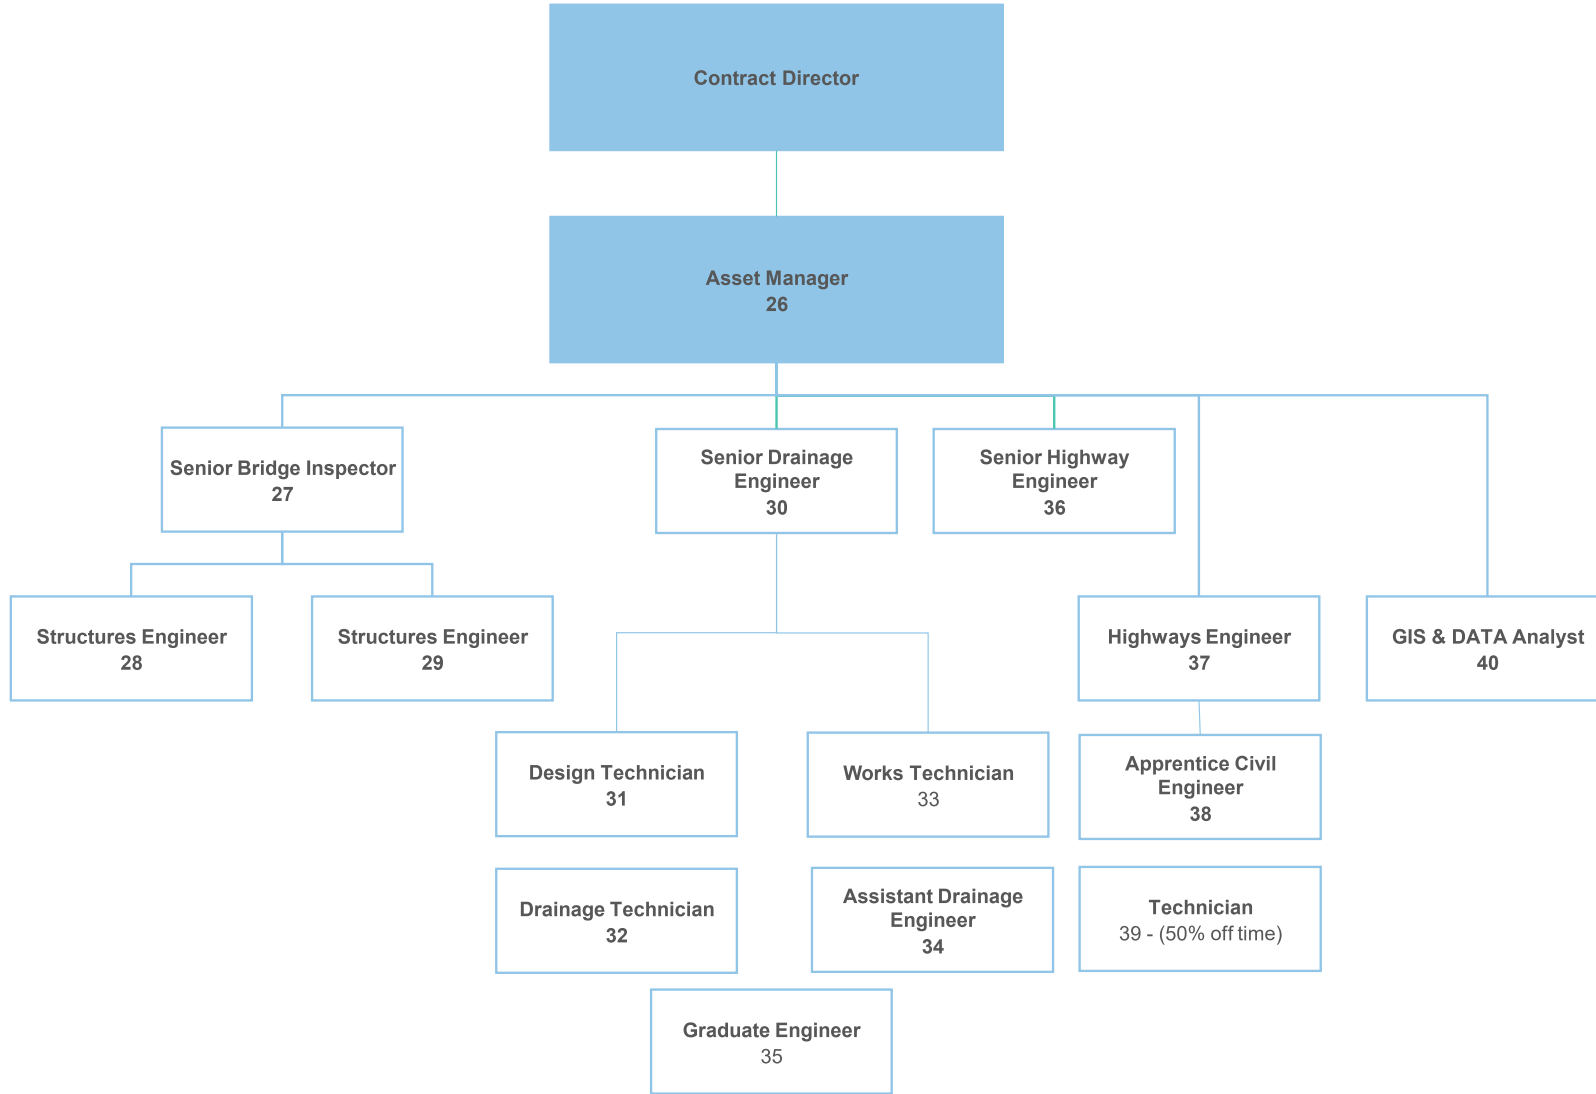 Contract Director
Asset Manager
26
Senior Bridge Inspector
27
Senior Drainage
Engineer
30
Senior Highway
Engineer
36
Structures Engineer
28
Structures Engineer
29
Highways Engineer
37
GIS & DATA Analyst
40
Design Technician
31
Works Technician
33
Apprentice Civil
Engineer
38
Drainage Technician
32
Assistant Drainage
Engineer
34
Technician
39 - (50% off time)
Graduate Engineer
35